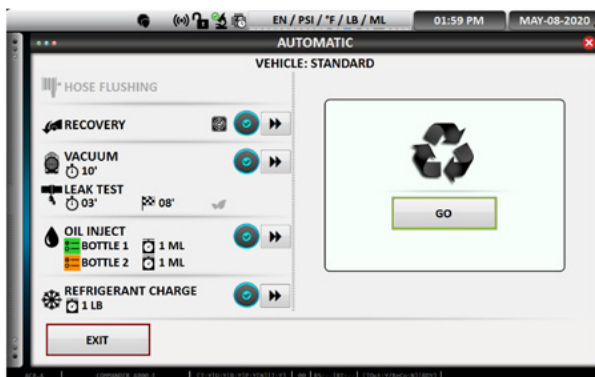 EN / PSI / °F / LB / ML 01:59 PM MAY-08-2020
AUTOMATIC
VEHICLE: STANDARD
HOSE FLUSHING
RECOVERY
VACUUM
10'
LEAK TEST
03' 08'
OIL INJECT
BOTTLE 1 1 ML
BOTTLE 2 1 ML
REFRIGERANT CHARGE
1 LB
GO
EXIT